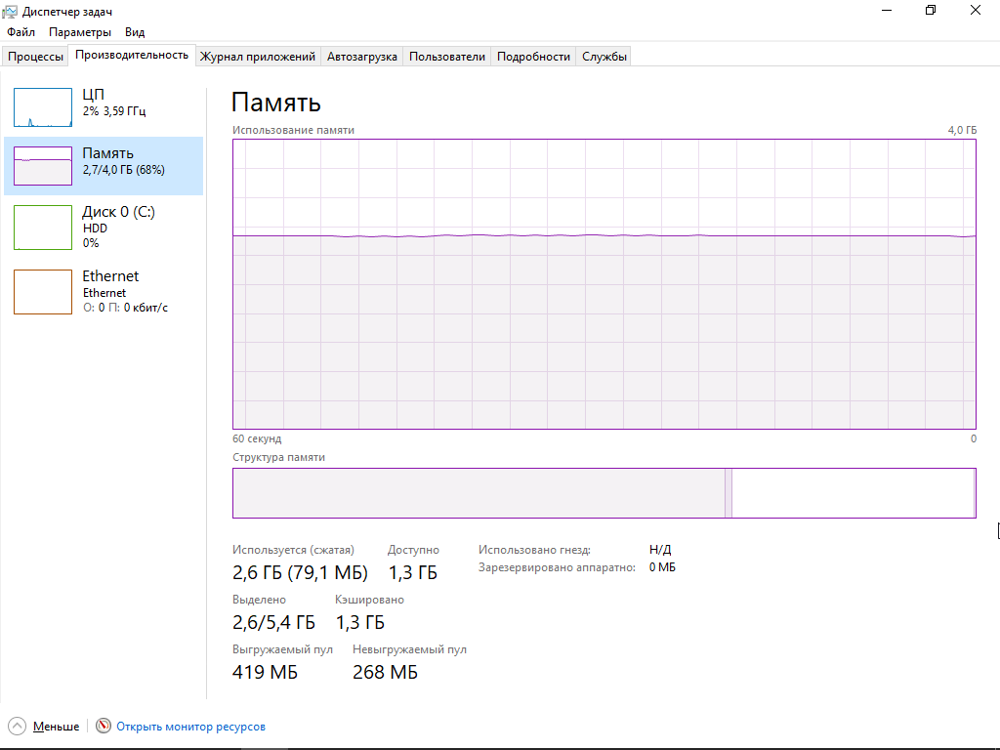 Диспетчер задач
Файл Параметры Вид
Процессы Производительность Журнал приложений Автозагрузка Пользователи Подробности Службы
ЦП
2% 3,59 ГГц
Память
2,7/4,0 ГБ (68%)
Диск 0 (C:)
HDD
0%
Ethernet
Ethernet
О: 0 П: 0 кбит/с
Память
Использование памяти 4,0 ГБ
60 секунд 0
Структура памяти
Используется (сжатая) Доступно Использовано гнезд: Н/Д
2,6 ГБ (79,1 МБ) 1,3 ГБ Зарезервировано аппаратно: 0 МБ
Выделено Кэшировано
2,6/5,4 ГБ 1,3 ГБ
Выгружаемый пул Невыгружаемый пул
419 МБ 268 МБ
Меньше Открыть монитор ресурсов